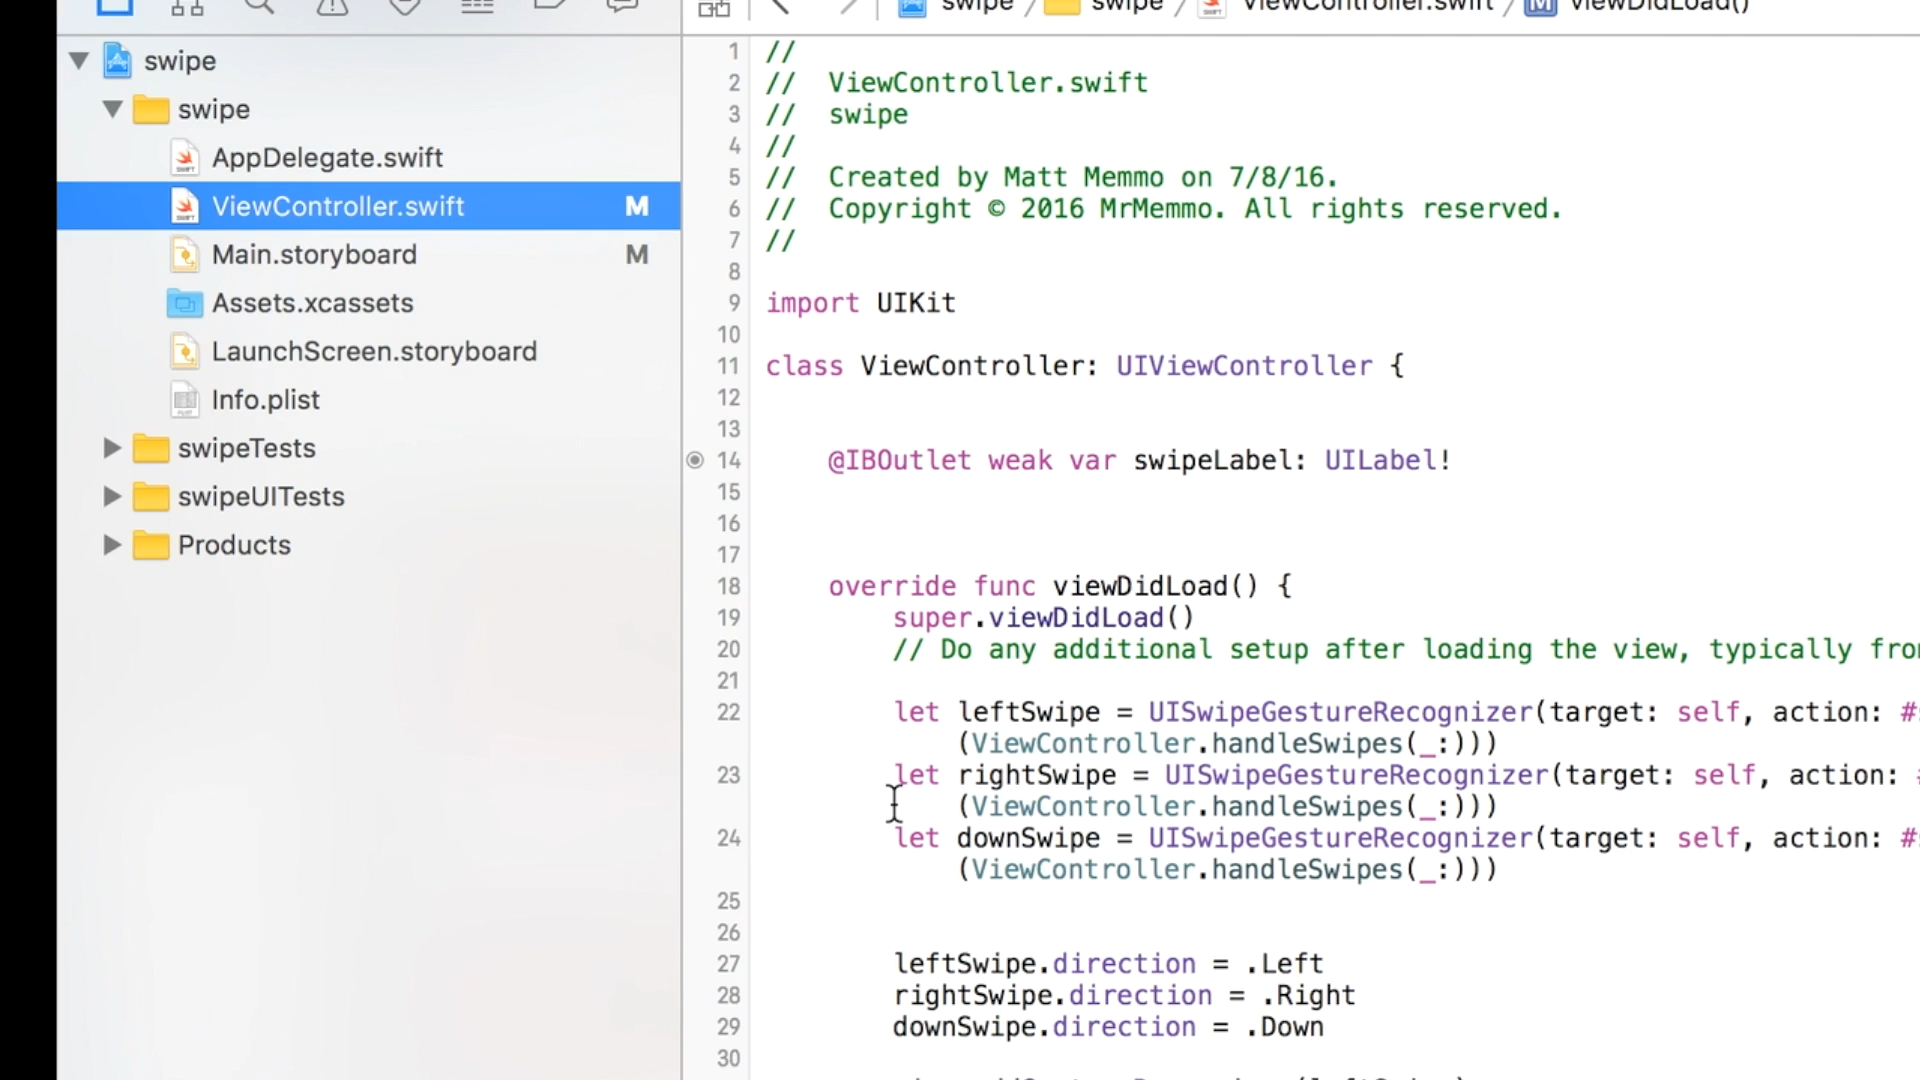 swipe
swipe
ViewController.swift
viewDidLoad()
swipe
swipe
AppDelegate.swift
ViewController.swift M
Main.storyboard M
Assets.xcassets
LaunchScreen.storyboard
Info.plist
swipeTests
swipeUITests
Products
1 //
2 // ViewController.swift
3 // swipe
4 //
5 // Created by Matt Memmo on 7/8/16.
6 // Copyright © 2016 MrMemmo. All rights reserved.
7 //
8
9 import UIKit
10
11 class ViewController: UIViewController {
12
13
14 @IBOutlet weak var swipeLabel: UILabel!
15
16
17
18 override func viewDidLoad() {
19 super.viewDidLoad()
20 // Do any additional setup after loading the view, typically from
21
22 let leftSwipe = UISwipeGestureRecognizer(target: self, action: #
(ViewController.handleSwipes(_:)))
23 let rightSwipe = UISwipeGestureRecognizer(target: self, action:
(ViewController.handleSwipes(_:)))
24 let downSwipe = UISwipeGestureRecognizer(target: self, action: #
(ViewController.handleSwipes(_:)))
25
26
27 leftSwipe.direction = .Left
28 rightSwipe.direction = .Right
29 downSwipe.direction = .Down
30